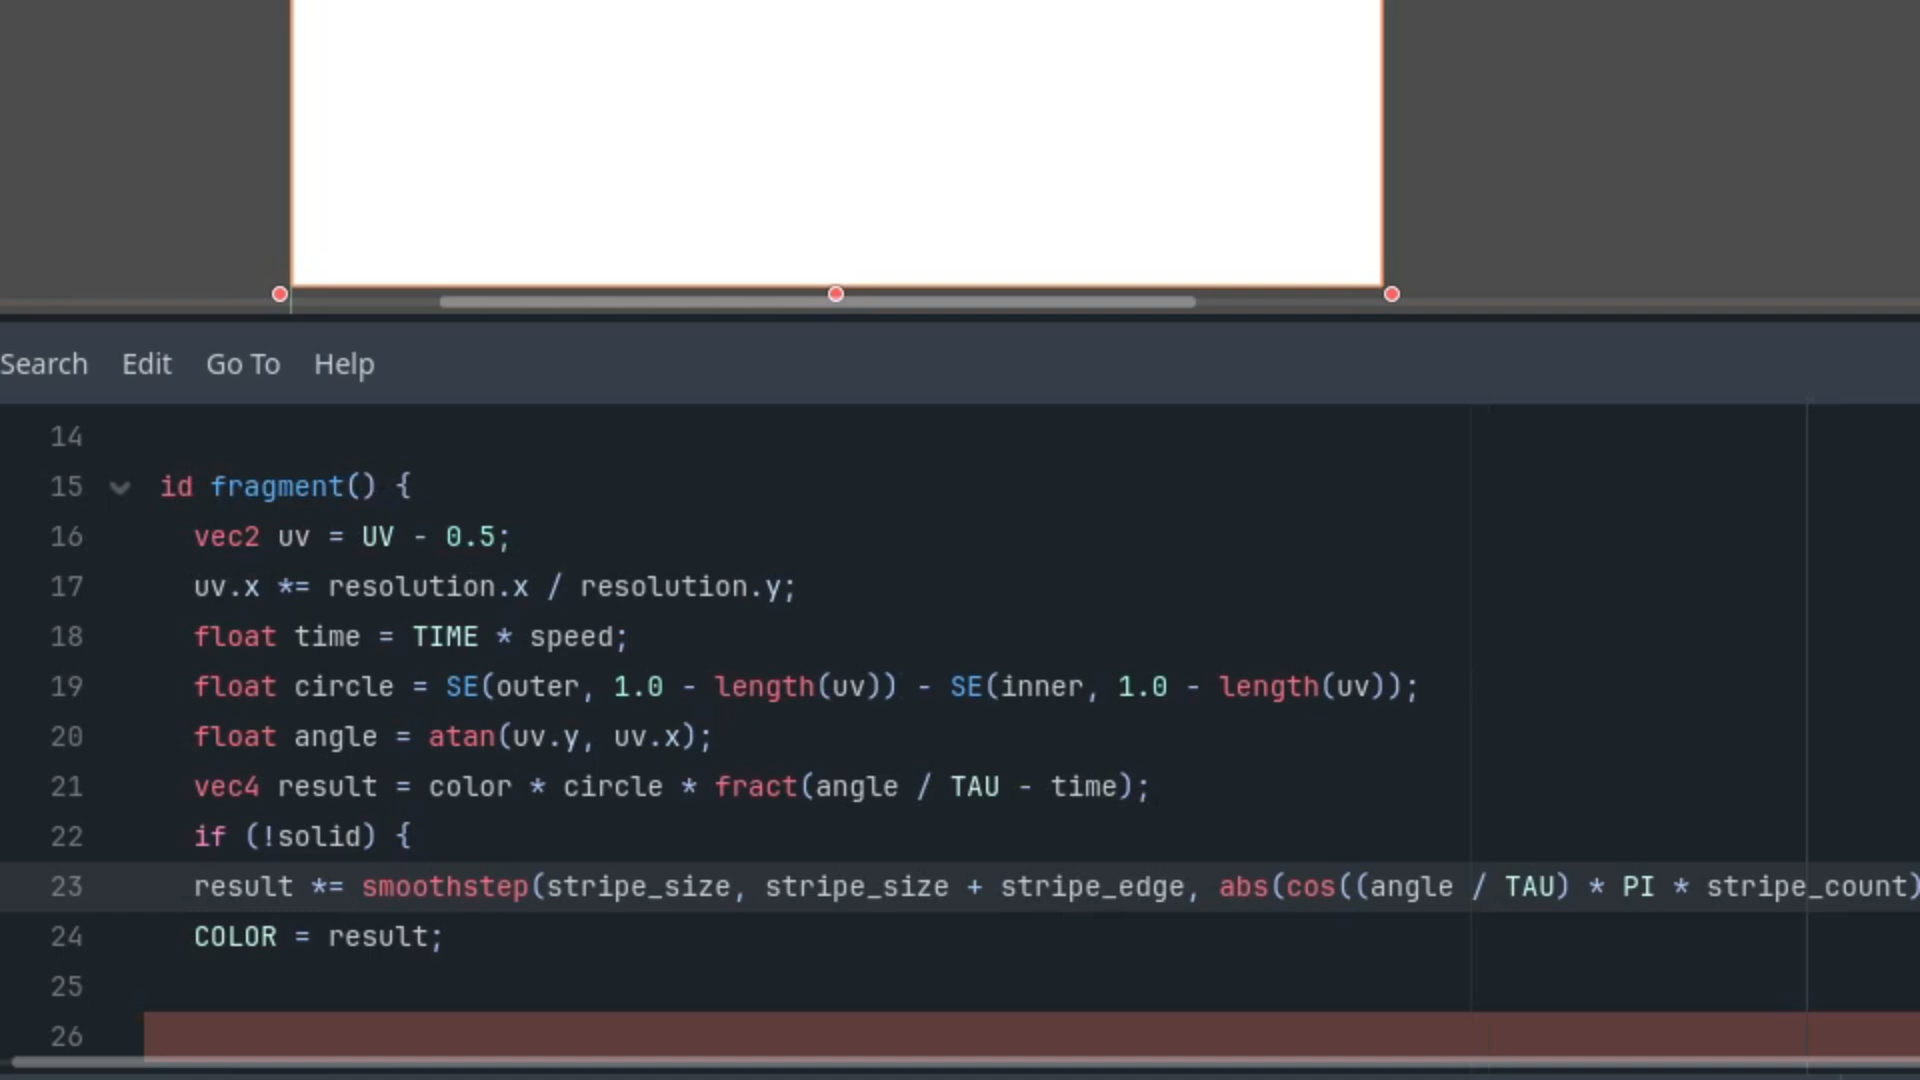 Search Edit Go To Help
14
15 id fragment() {
16 vec2 uv = UV - 0.5;
17 uv.x *= resolution.x / resolution.y;
18 float time = TIME * speed;
19 float circle = SE(outer, 1.0 - length(uv)) - SE(inner, 1.0 - length(uv));
20 float angle = atan(uv.y, uv.x);
21 vec4 result = color * circle * fract(angle / TAU - time);
22 if (!solid) {
23 result *= smoothstep(stripe_size, stripe_size + stripe_edge, abs(cos((angle / TAU) * PI * stripe_count)
24 COLOR = result;
25
26